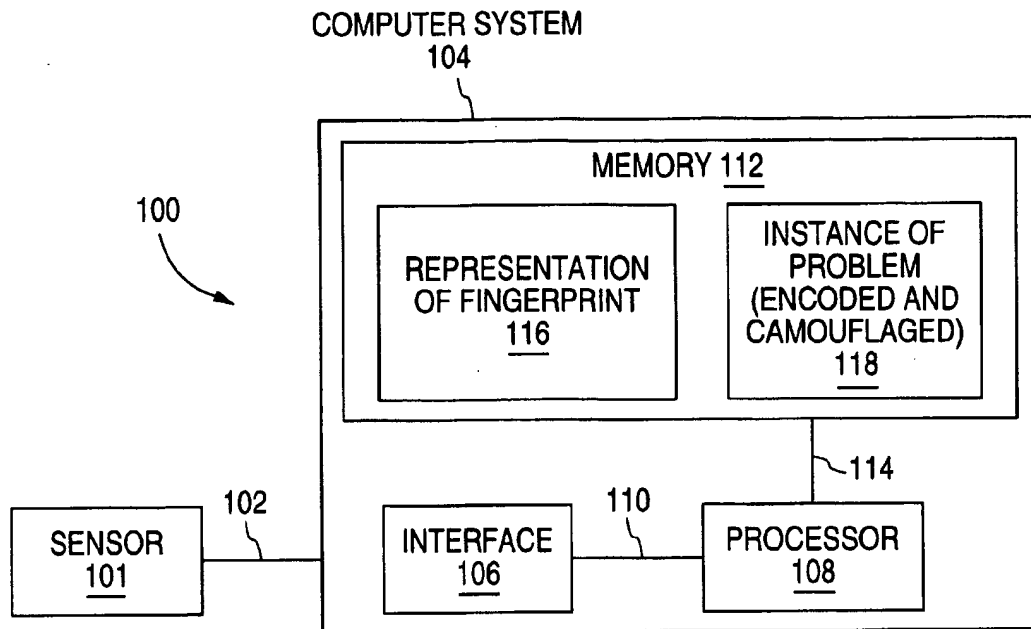 COMPUTER SYSTEM
104
MEMORY 112
100
REPRESENTATION
OF FINGERPRINT
116
INSTANCE OF
PROBLEM
(ENCODED AND
CAMOUFLAGED)
118
114
102
110
SENSOR
101
INTERFACE
106
PROCESSOR
108